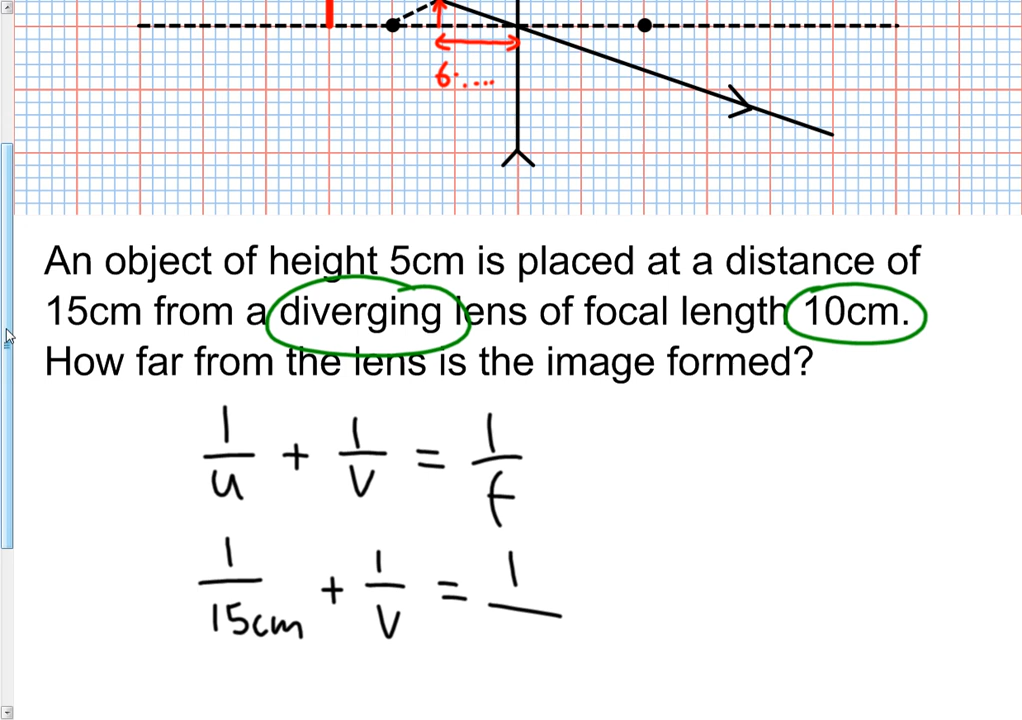 6.....
An object of height 5cm is placed at a distance of
15cm from a diverging lens of focal length 10cm.
How far from the lens is the image formed?
1/u + 1/v = 1/f
1/15cm + 1/v = 1/